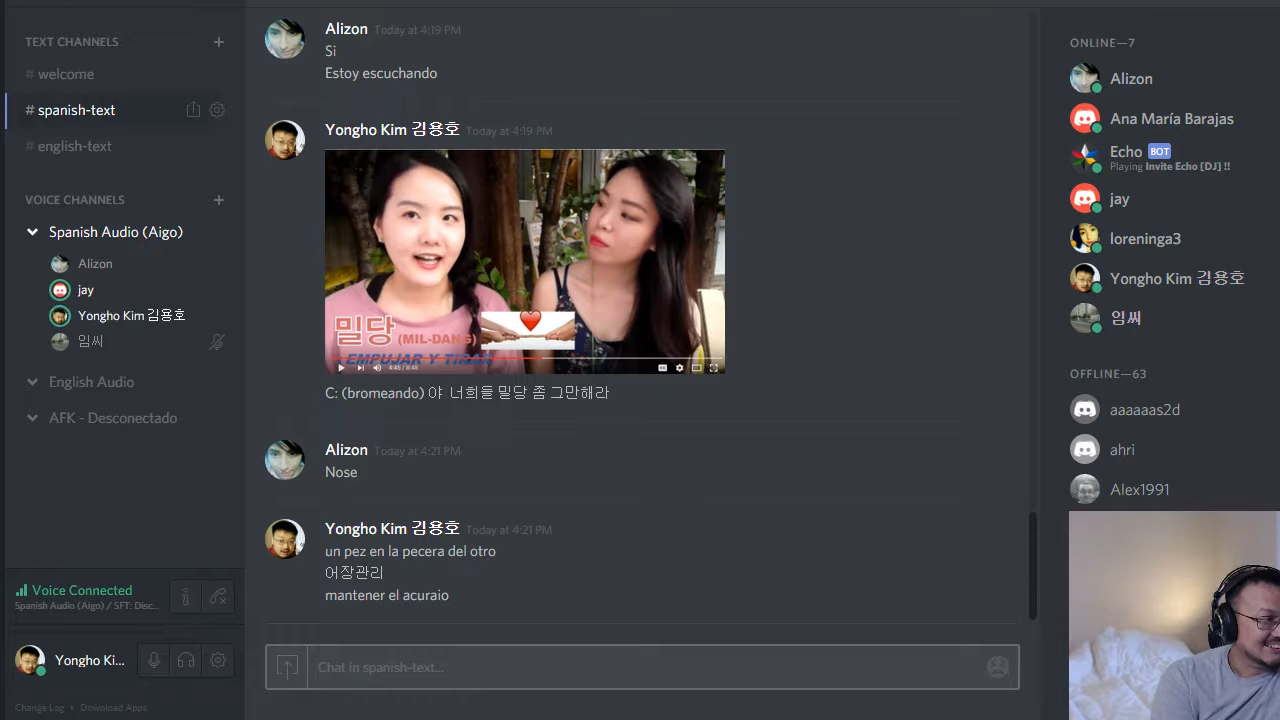 TEXT CHANNELS
# welcome
# spanish-text
# english-text
VOICE CHANNELS
Spanish Audio (Aigo)
Alizon
jay
Yongho Kim 김용호
임씨
English Audio
AFK - Desconectado
Voice Connected
Spanish Audio (Aigo) / SFT: Disc...
Yongho Ki...
Change Log • Download Apps
Alizon Today at 4:19 PM
Si
Estoy escuchando
Yongho Kim 김용호 Today at 4:19 PM
밀당 (MIL-DANG)
EMPUJAR Y TIRAR
4:45 / 8:45
C: (bromeando) 야 너희들 밀당 좀 그만해라
Alizon Today at 4:21 PM
Nose
Yongho Kim 김용호 Today at 4:21 PM
un pez en la pecera del otro
어장관리
mantener el acuraio
Chat in spanish-text...
ONLINE—7
Alizon
Ana María Barajas
Echo BOT
Playing Invite Echo [DJ] !!
jay
loreninga3
Yongho Kim 김용호
임씨
OFFLINE—63
aaaaaas2d
ahri
Alex1991